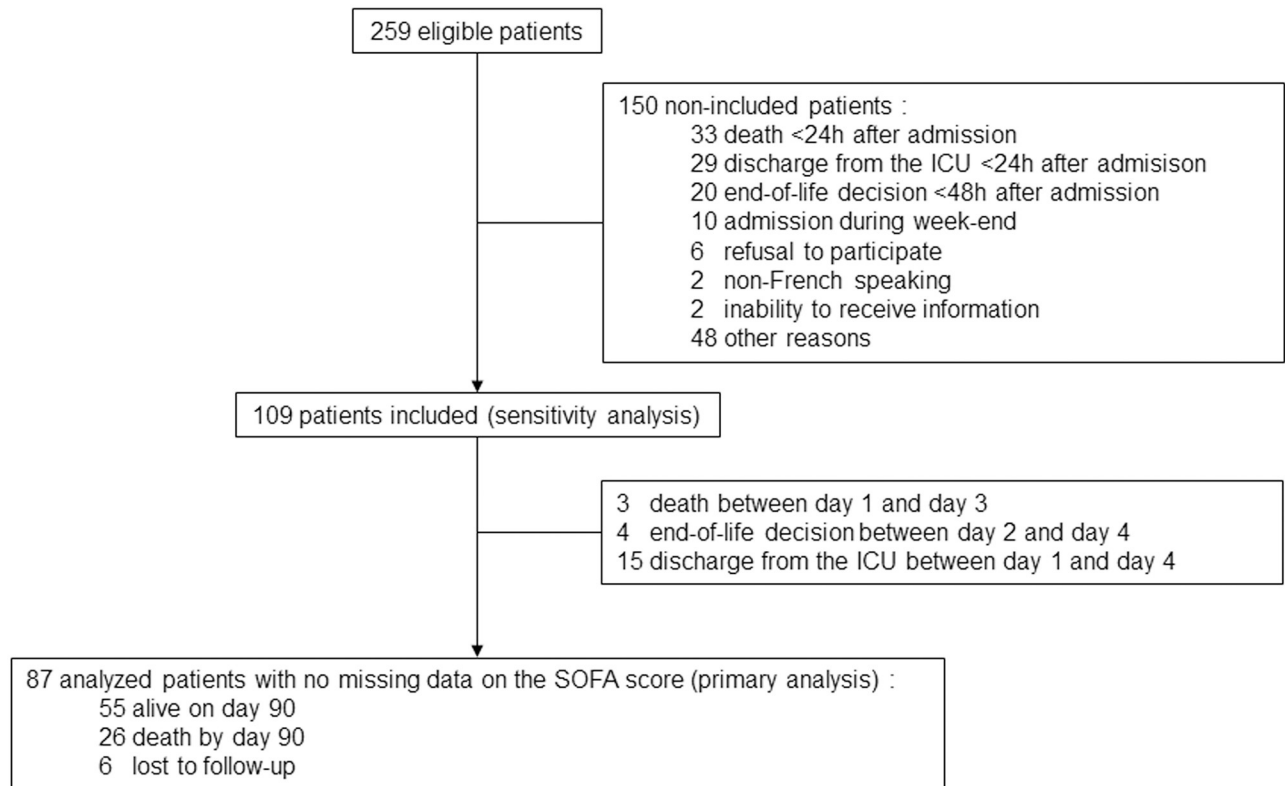 259 eligible patients
150 non-included patients :
33 death <24h after admission
29 discharge from the ICU <24h after admisison
20 end-of-life decision <48h after admission
10 admission during week-end
6 refusal to participate
2 non-French speaking
2 inability to receive information
48 other reasons
109 patients included (sensitivity analysis)
3 death between day 1 and day 3
4 end-of-life decision between day 2 and day 4
15 discharge from the ICU between day 1 and day 4
87 analyzed patients with no missing data on the SOFA score (primary analysis) :
55 alive on day 90
26 death by day 90
6 lost to follow-up